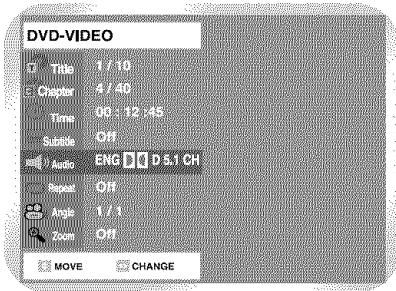 DVD-VIDEO
T Title 1 / 10
C Chapter 4 / 40
Time 00 : 12 :45
Subtitle Off
Audio ENG DD D 5.1 CH
Repeat Off
Angle 1 / 1
Zoom Off
MOVE CHANGE